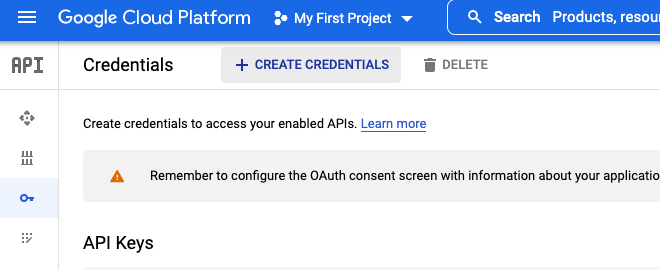 Google Cloud Platform
My First Project
Search Products, resou
API
Credentials
CREATE CREDENTIALS
DELETE
Create credentials to access your enabled APIs. Learn more
Remember to configure the OAuth consent screen with information about your applicatio
API Keys